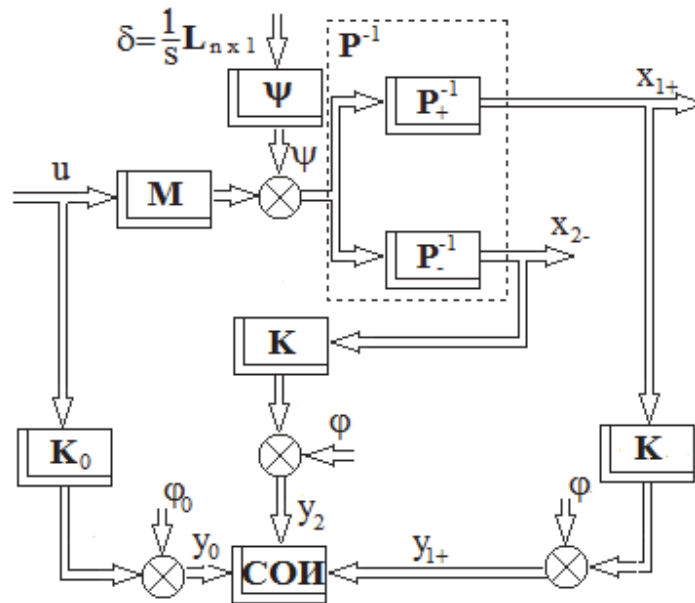 δ=1/s L n x 1
P⁻¹
Ψ
P₊⁻¹
x₁₊
ψ
u
M
P₋⁻¹
x₂₋
K
K₀
φ
K
φ₀
φ
y₀
y₂
y₁₊
СОИ